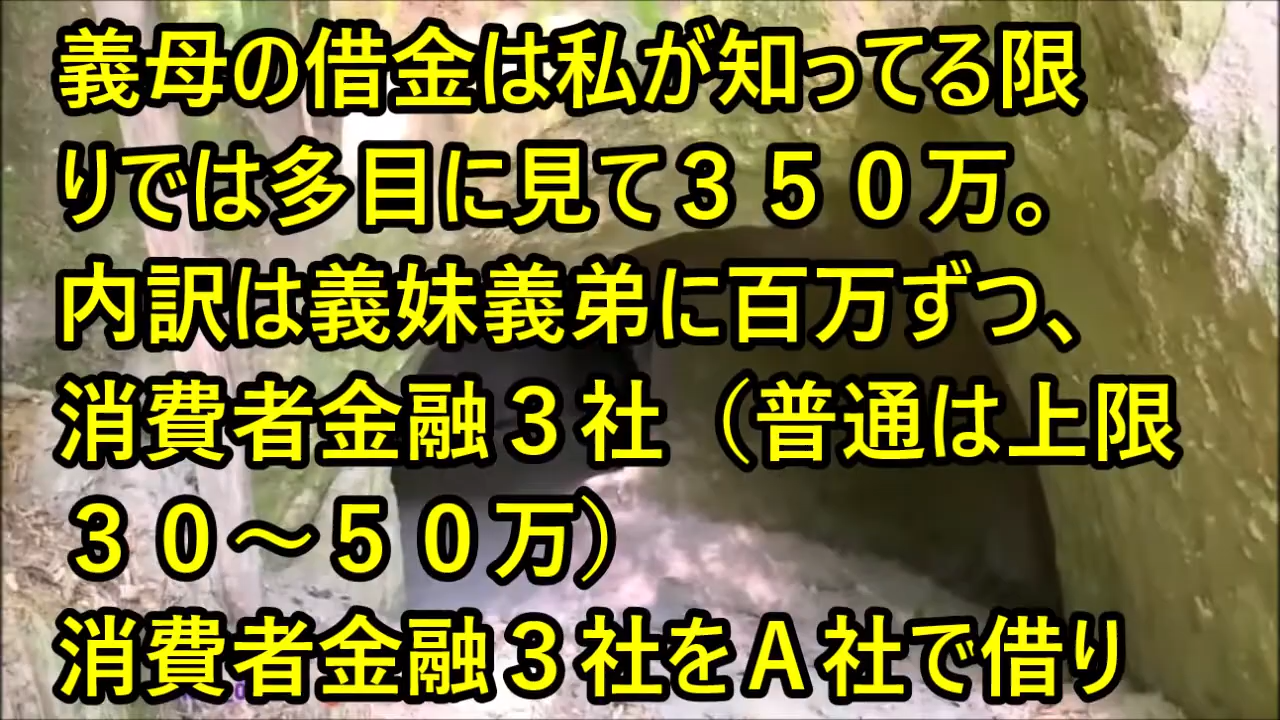 義母の借金は私が知ってる限
りでは多目に見て３５０万。
内訳は義妹義弟に百万ずつ、
消費者金融３社（普通は上限
３０～５０万）
消費者金融３社をＡ社で借り